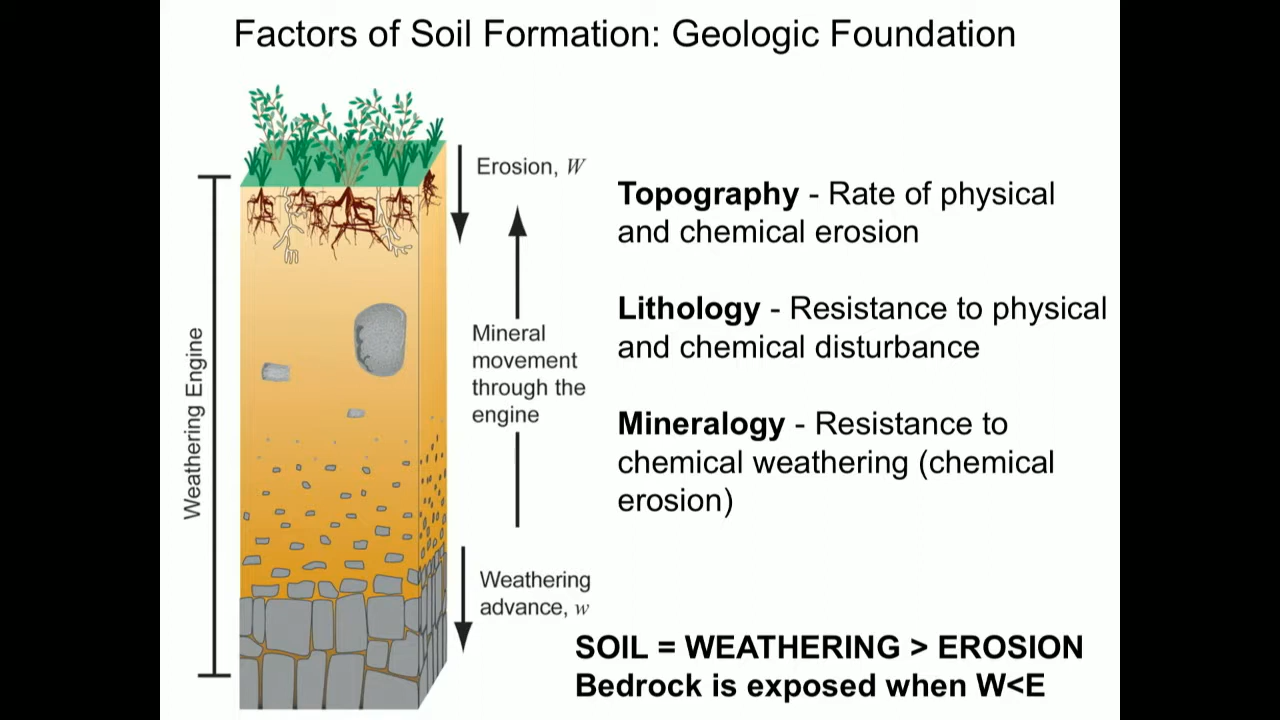 Factors of Soil Formation: Geologic Foundation
Weathering Engine
Erosion, W
Mineral
movement
through the
engine
Weathering
advance, w
Topography - Rate of physical
and chemical erosion
Lithology - Resistance to physical
and chemical disturbance
Mineralogy - Resistance to
chemical weathering (chemical
erosion)
SOIL = WEATHERING > EROSION
Bedrock is exposed when W<E